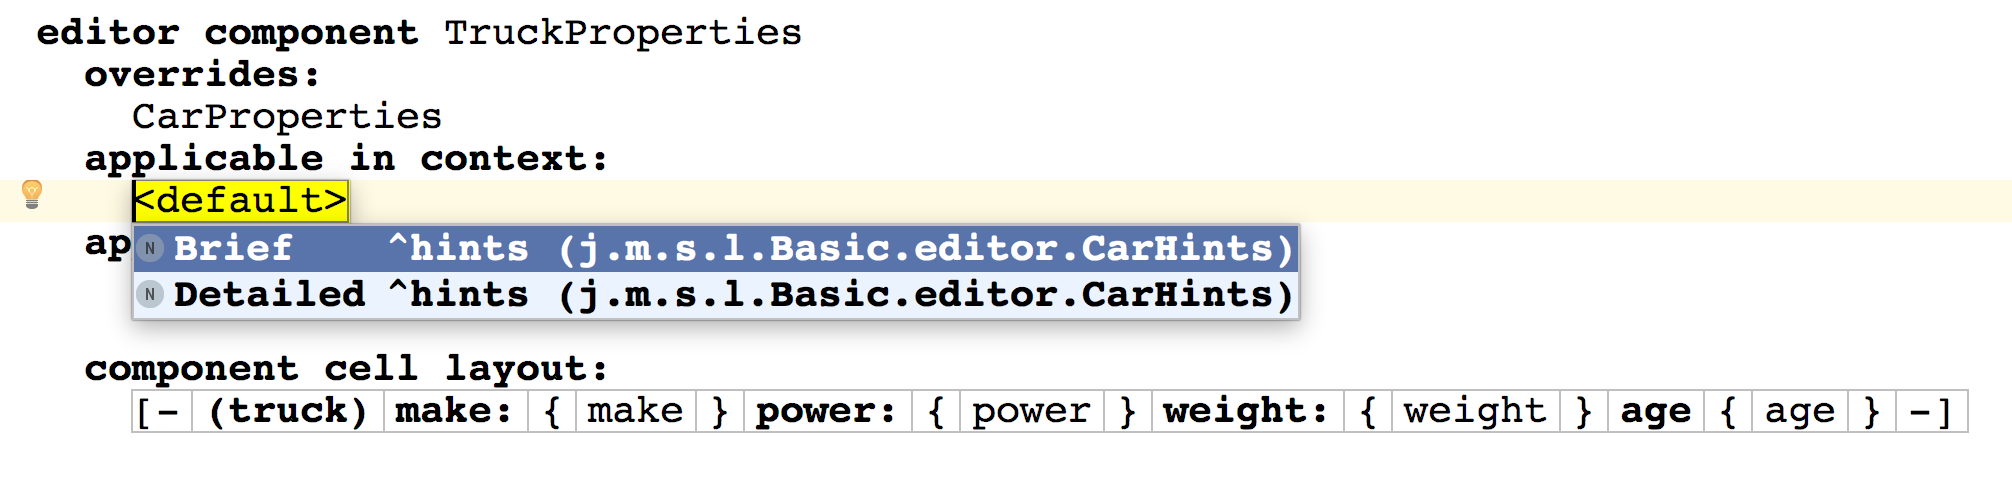 editor component TruckProperties
overrides:
CarProperties
applicable in context:
<default>
ap
N Brief ^hints (j.m.s.l.Basic.editor.CarHints)
N Detailed ^hints (j.m.s.l.Basic.editor.CarHints)
component cell layout:
[- (truck) make: { make } power: { power } weight: { weight } age { age } -]